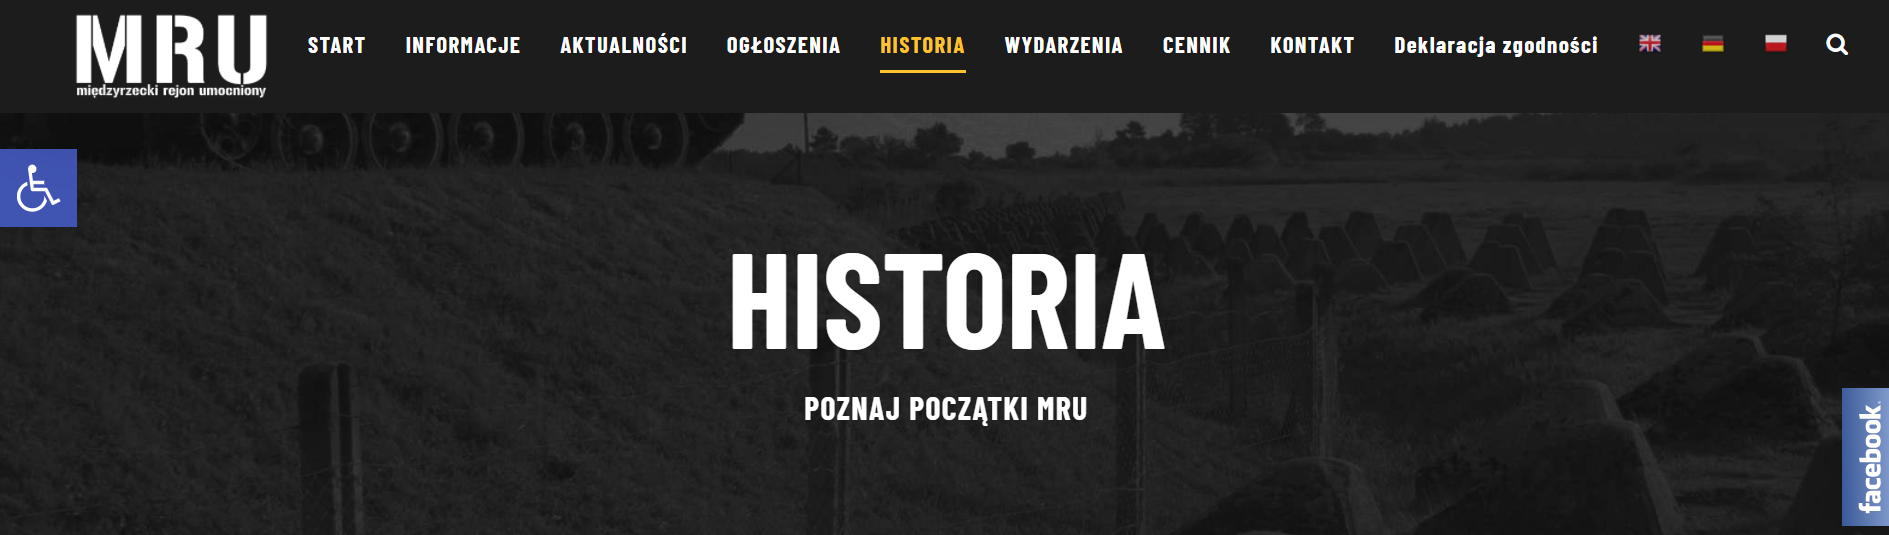 MRU
międzyrzecki rejon umocniony
START INFORMACJE AKTUALNOŚCI OGŁOSZENIA HISTORIA WYDARZENIA CENNIK KONTAKT Deklaracja zgodności
HISTORIA
POZNAJ POCZĄTKI MRU
facebook